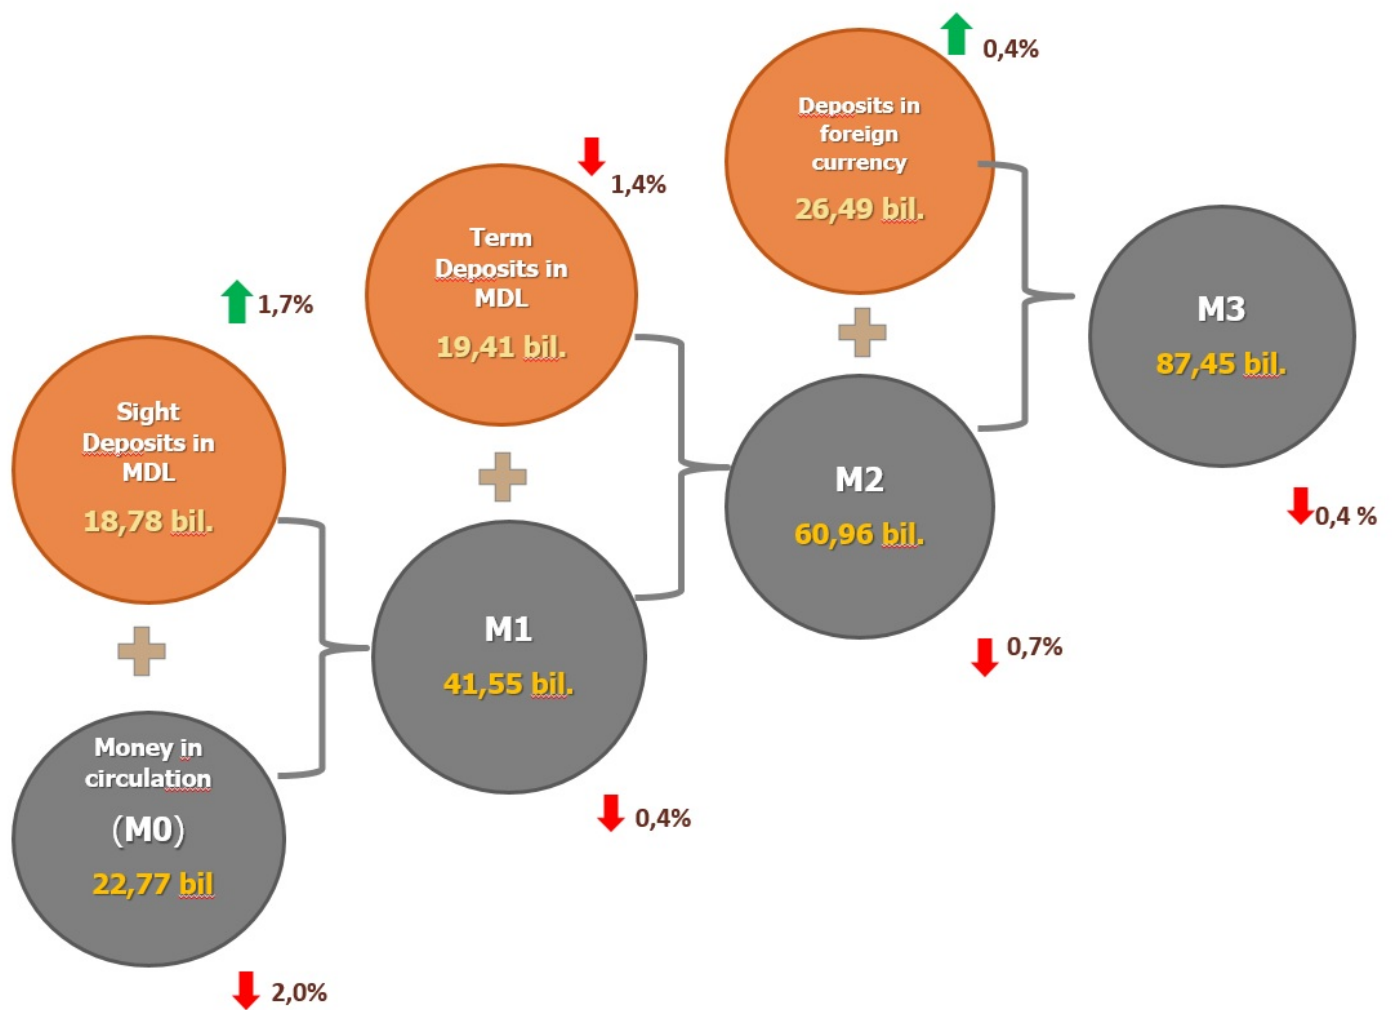 1,7%
Sight
Deposits in
MDL
18,78 bil.
Money in
circulation
(M0)
22,77 bil
2,0%
1,4%
Term
Deposits in
MDL
19,41 bil.
M1
41,55 bil.
0,4%
0,4%
Deposits in
foreign
currency
26,49 bil.
M2
60,96 bil.
0,7%
M3
87,45 bil.
0,4 %